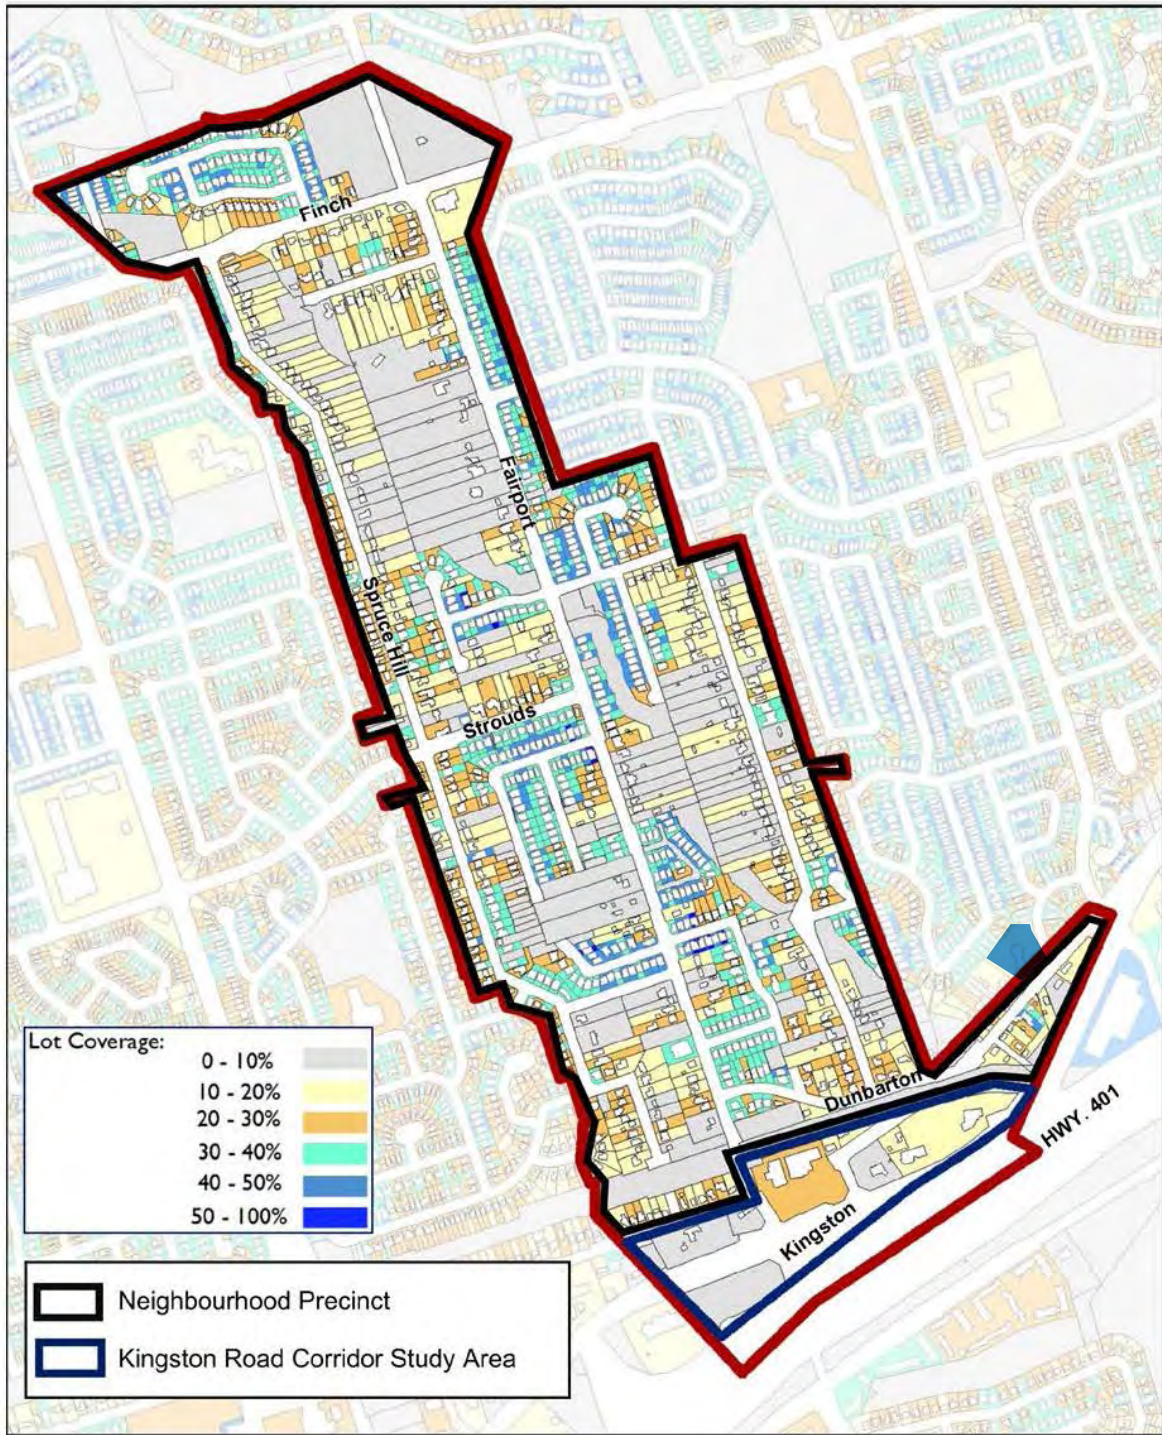 Finch
Fairport
Spruce Hill
Strouds
Dunbarton
HWY. 401
Kingston
Lot Coverage:
0 - 10%
10 - 20%
20 - 30%
30 - 40%
40 - 50%
50 - 100%
Neighbourhood Precinct
Kingston Road Corridor Study Area